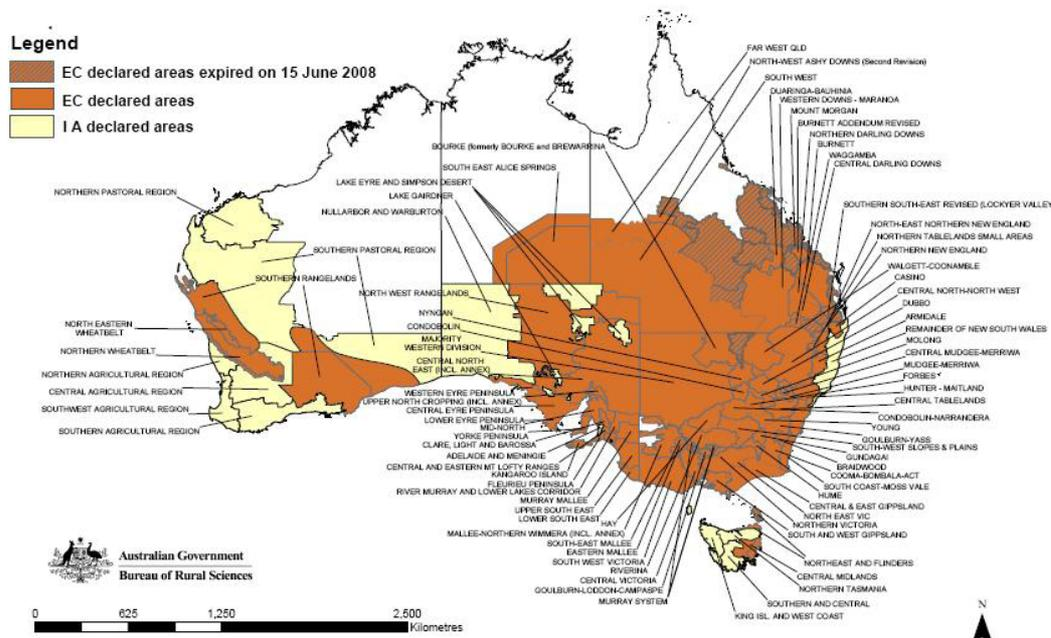 Legend
EC declared areas expired on 15 June 2008
EC declared areas
I A declared areas
FAR WEST QLD
NORTH-WEST ASHY DOWNS (Second Revision)
SOUTH WEST
DUARINGA-BAUHINIA
WESTERN DOWNS - MARANOA
MOUNT MORGAN
BURNETT ADDENDUM REVISED
NORTHERN DARLING DOWNS
BURNETT
WAGGAMBA
CENTRAL DARLING DOWNS
SOUTHERN SOUTH-EAST REVISED (LOCKYER VALLEY)
NORTH-EAST NORTHERN NEW ENGLAND
NORTHERN TABLELANDS SMALL AREAS
NORTHERN NEW ENGLAND
WALGETT-COONAMBLE
CASINO
CENTRAL NORTH-NORTH WEST
DUBBO
ARMIDALE
REMAINDER OF NEW SOUTH WALES
MOLONG
CENTRAL MUDGEE-MERRIWA
MUDGEE-MERRIWA
FORBES
HUNTER - MAITLAND
CENTRAL TABLELANDS
CONDOBOLIN-NARRANDERA
YOUNG
GOULBURN-YASS
SOUTH-WEST SLOPES & PLAINS
GUNDAGAI
BRAIDWOOD
COOMA-BOMBALA-ACT
SOUTH COAST-MOSS VALE
HUME
CENTRAL & EAST GIPPSLAND
NORTH EAST VIC
NORTHERN VICTORIA
SOUTH AND WEST GIPPSLAND
NORTHEAST AND FLINDERS
CENTRAL MIDLANDS
NORTHERN TASMANIA
SOUTHERN AND CENTRAL
KING ISL. AND WEST COAST
BOURKE (formerly BOURKE and BREWARRINA
SOUTH EAST ALICE SPRINGS
LAKE EYRE AND SIMPSON DESERT
LAKE GAIRDNER
NULLARBOR AND WARBURTON
NORTHERN PASTORAL REGION
SOUTHERN PASTORAL REGION
SOUTHERN RANGELANDS
NORTH EASTERN
WHEATBELT
NORTHERN WHEATBELT
NORTHERN AGRICULTURAL REGION
CENTRAL AGRICULTURAL REGION
SOUTHWEST AGRICULTURAL REGION
SOUTHERN AGRICULTURAL REGION
NORTH WEST RANGELANDS
NYNGAN
CONDOBOLIN
MAJORITY
WESTERN DIVISION
CENTRAL NORTH
EAST (INCL. ANNEX)
WESTERN EYRE PENINSULA
UPPER NORTH CROPPING (INCL. ANNEX)
CENTRAL EYRE PENINSULA
LOWER EYRE PENINSULA
MID-NORTH
YORKE PENINSULA
CLARE, LIGHT AND BAROSSA
ADELAIDE AND MENINGIE
CENTRAL AND EASTERN MT LOFTY RANGES
KANGAROO ISLAND
FLEURIEU PENINSULA
RIVER MURRAY AND LOWER LAKES CORRIDOR
MURRAY MALLEE
UPPER SOUTH EAST
LOWER SOUTH EAST
HAY
MALLEE-NORTHERN WIMMERA (INCL. ANNEX)
SOUTH-EAST MALLEE
EASTERN MALLEE
SOUTH WEST VICTORIA
RIVERINA
CENTRAL VICTORIA
GOULBURN-LODDON-CAMPASPE
MURRAY SYSTEM
Australian Government
Bureau of Rural Sciences
0 625 1,250 2,500
Kilometres
N